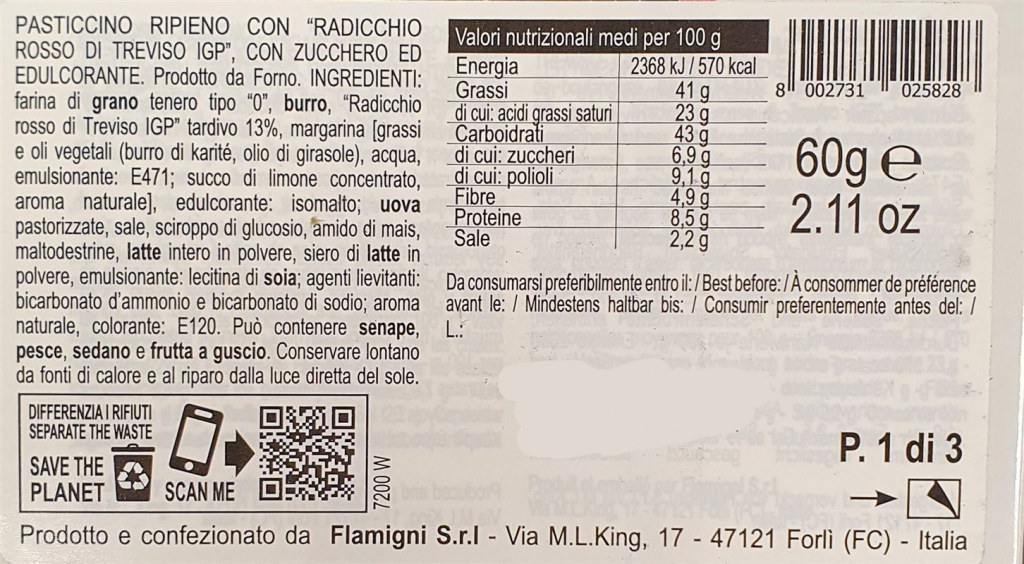 PASTICCINO RIPIENO CON “RADICCHIO
ROSSO DI TREVISO IGP”, CON ZUCCHERO ED
EDULCORANTE. Prodotto da Forno. INGREDIENTI:
farina di grano tenero tipo “0”, burro, “Radicchio
rosso di Treviso IGP” tardivo 13%, margarina [grassi
e oli vegetali (burro di karité, olio di girasole), acqua,
emulsionante: E471; succo di limone concentrato,
aroma naturale], edulcorante: isomalto; uova
pastorizzate, sale, sciroppo di glucosio, amido di mais,
maltodestrine, latte intero in polvere, siero di latte in
polvere, emulsionante: lecitina di soia; agenti lievitanti:
bicarbonato d’ammonio e bicarbonato di sodio; aroma
naturale, colorante: E120. Può contenere senape,
pesce, sedano e frutta a guscio. Conservare lontano
da fonti di calore e al riparo dalla luce diretta del sole.
DIFFERENZIA I RIFIUTI
SEPARATE THE WASTE
SAVE THE
PLANET
SCAN ME
7200 M
Valori nutrizionali medi per 100 g
Energia 2368 kJ / 570 kcal
Grassi 41 g
di cui: acidi grassi saturi 23 g
Carboidrati 43 g
di cui: zuccheri 6,9 g
di cui: polioli 9,1 g
Fibre 4,9 g
Proteine 8,5 g
Sale 2,2 g
8 002731 025828
60g e
2.11 oz
Da consumarsi preferibilmente entro il: / Best before: / À consommer de préférence
avant le: / Mindestens haltbar bis: / Consumir preferentemente antes del: /
L.:
P. 1 di 3
Prodotto e confezionato da Flamigni S.r.l - Via M.L.King, 17 - 47121 Forlì (FC) - Italia